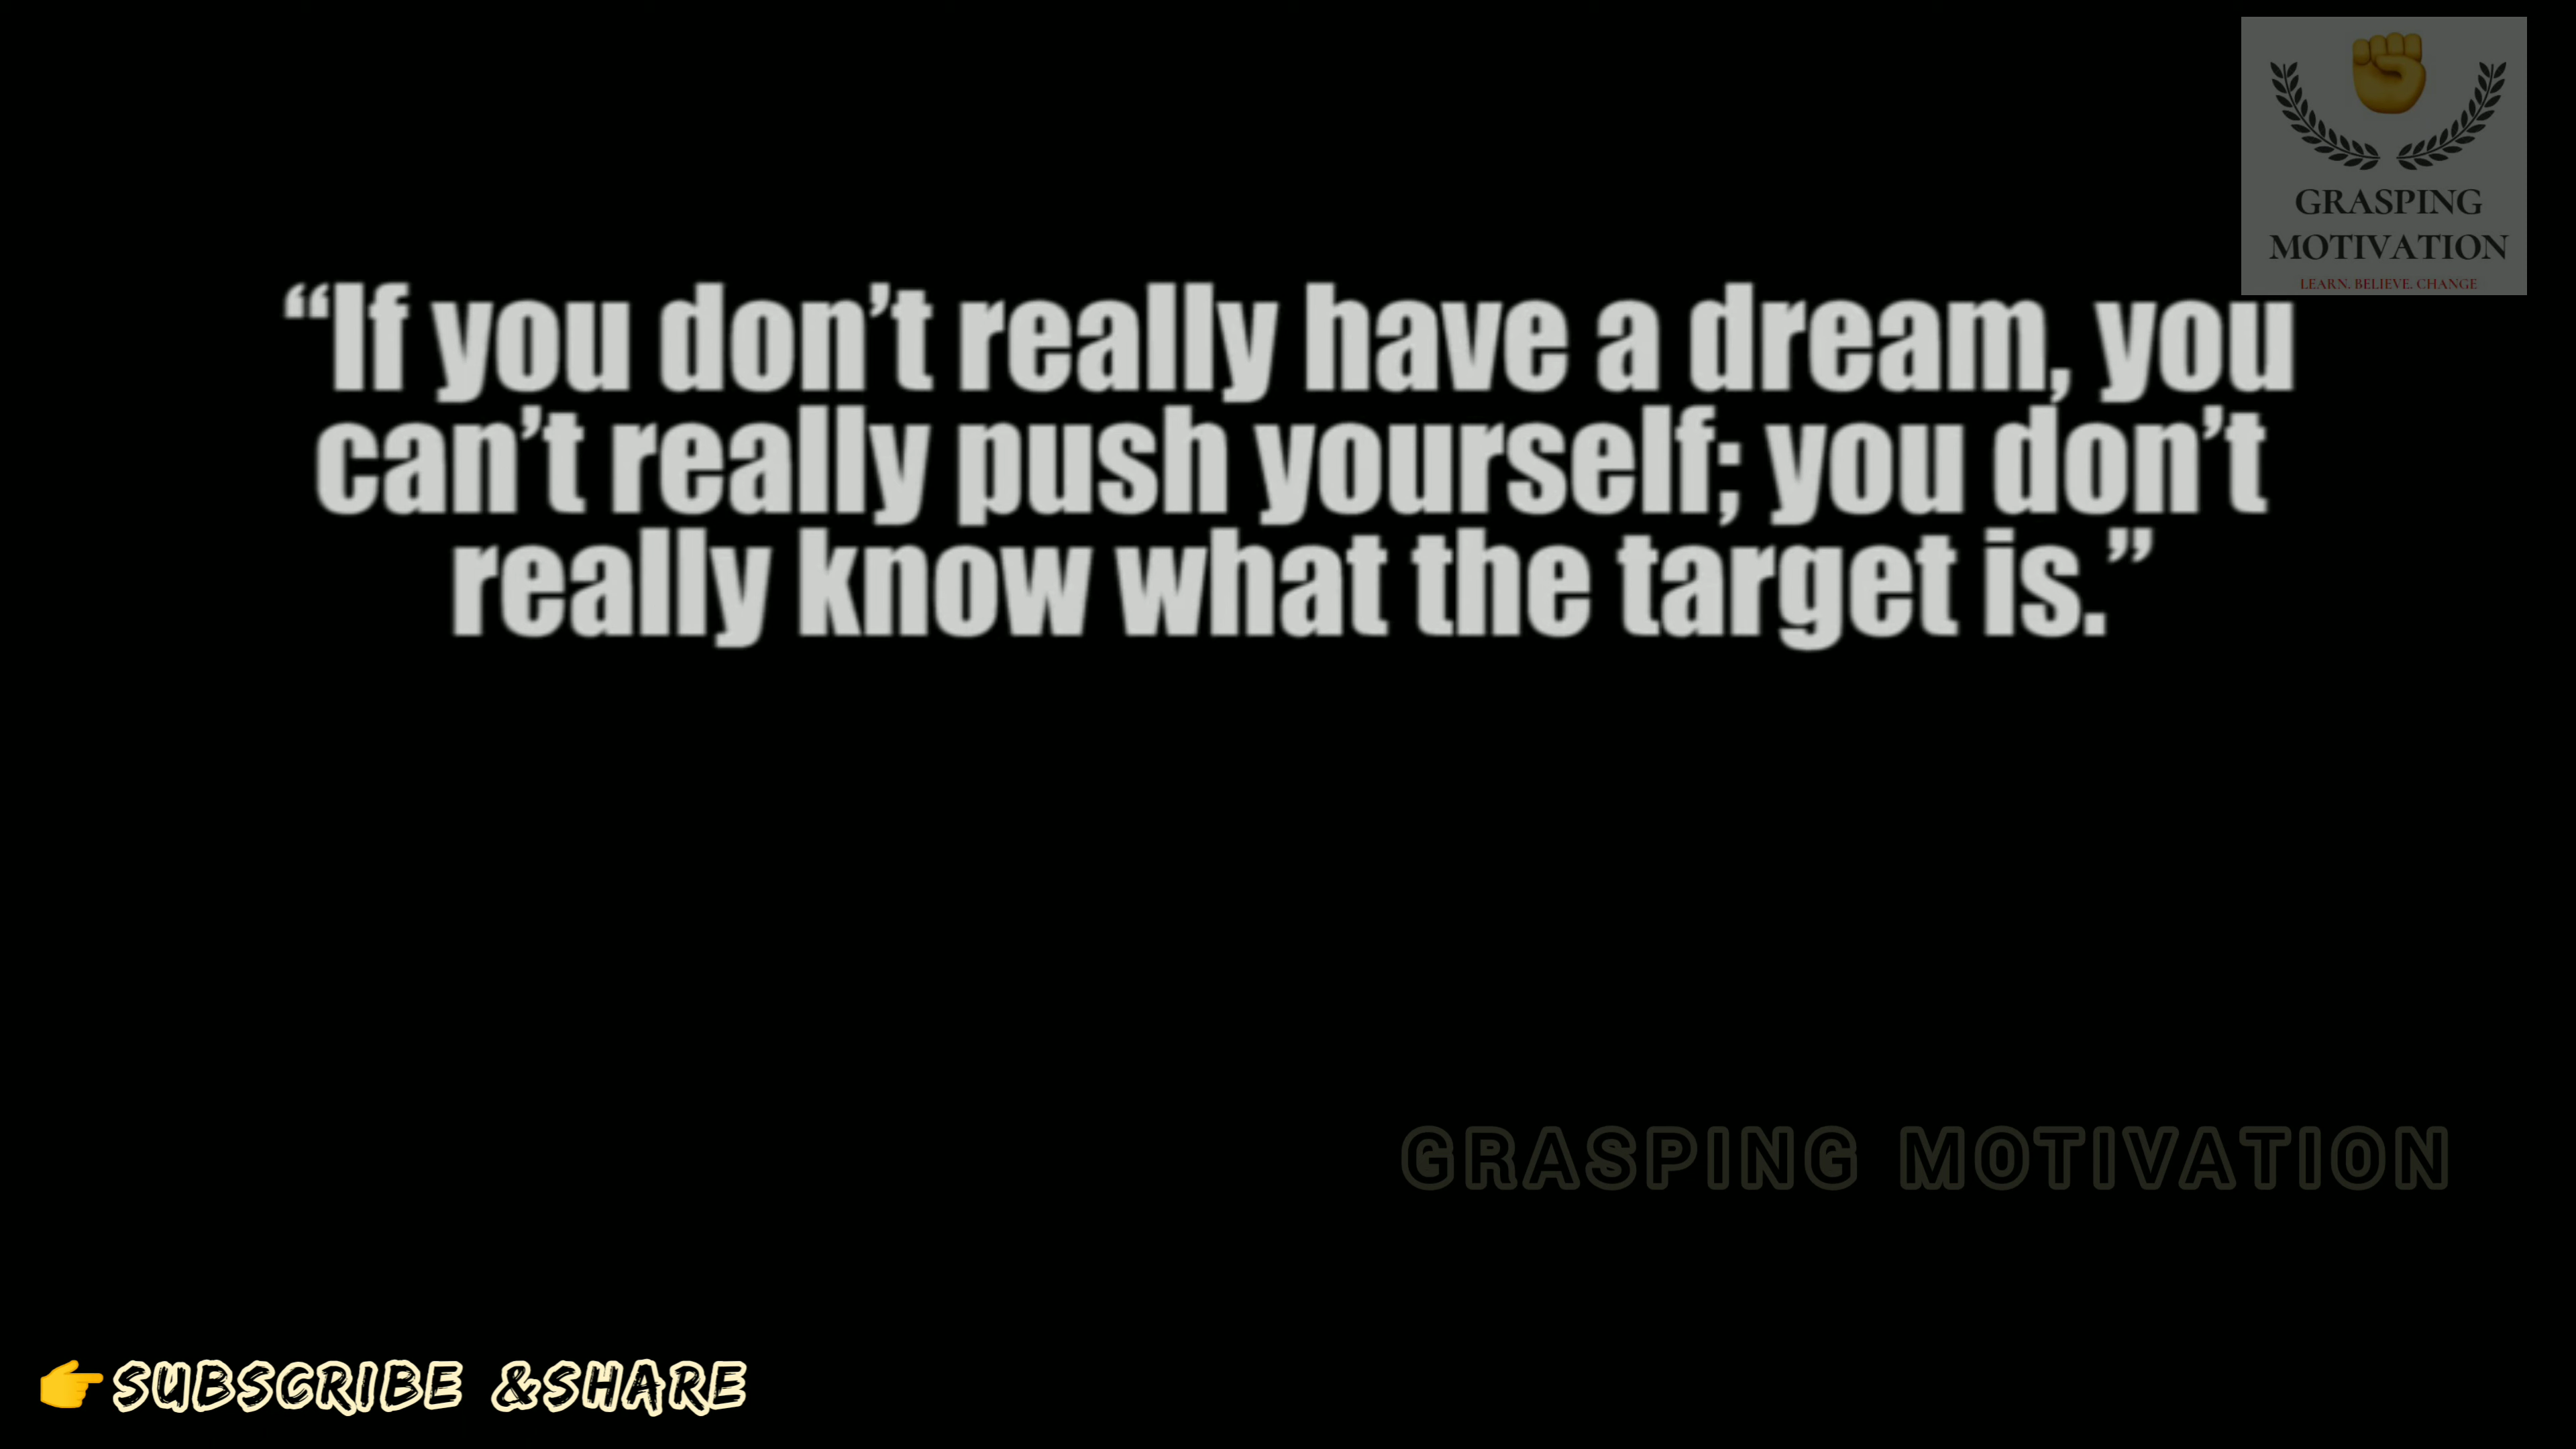 GRASPING
MOTIVATION
LEARN. BELIEVE. CHANGE
“If you don’t really have a dream, you
can’t really push yourself; you don’t
really know what the target is.”
GRASPING MOTIVATION
SUBSCRIBE &SHARE